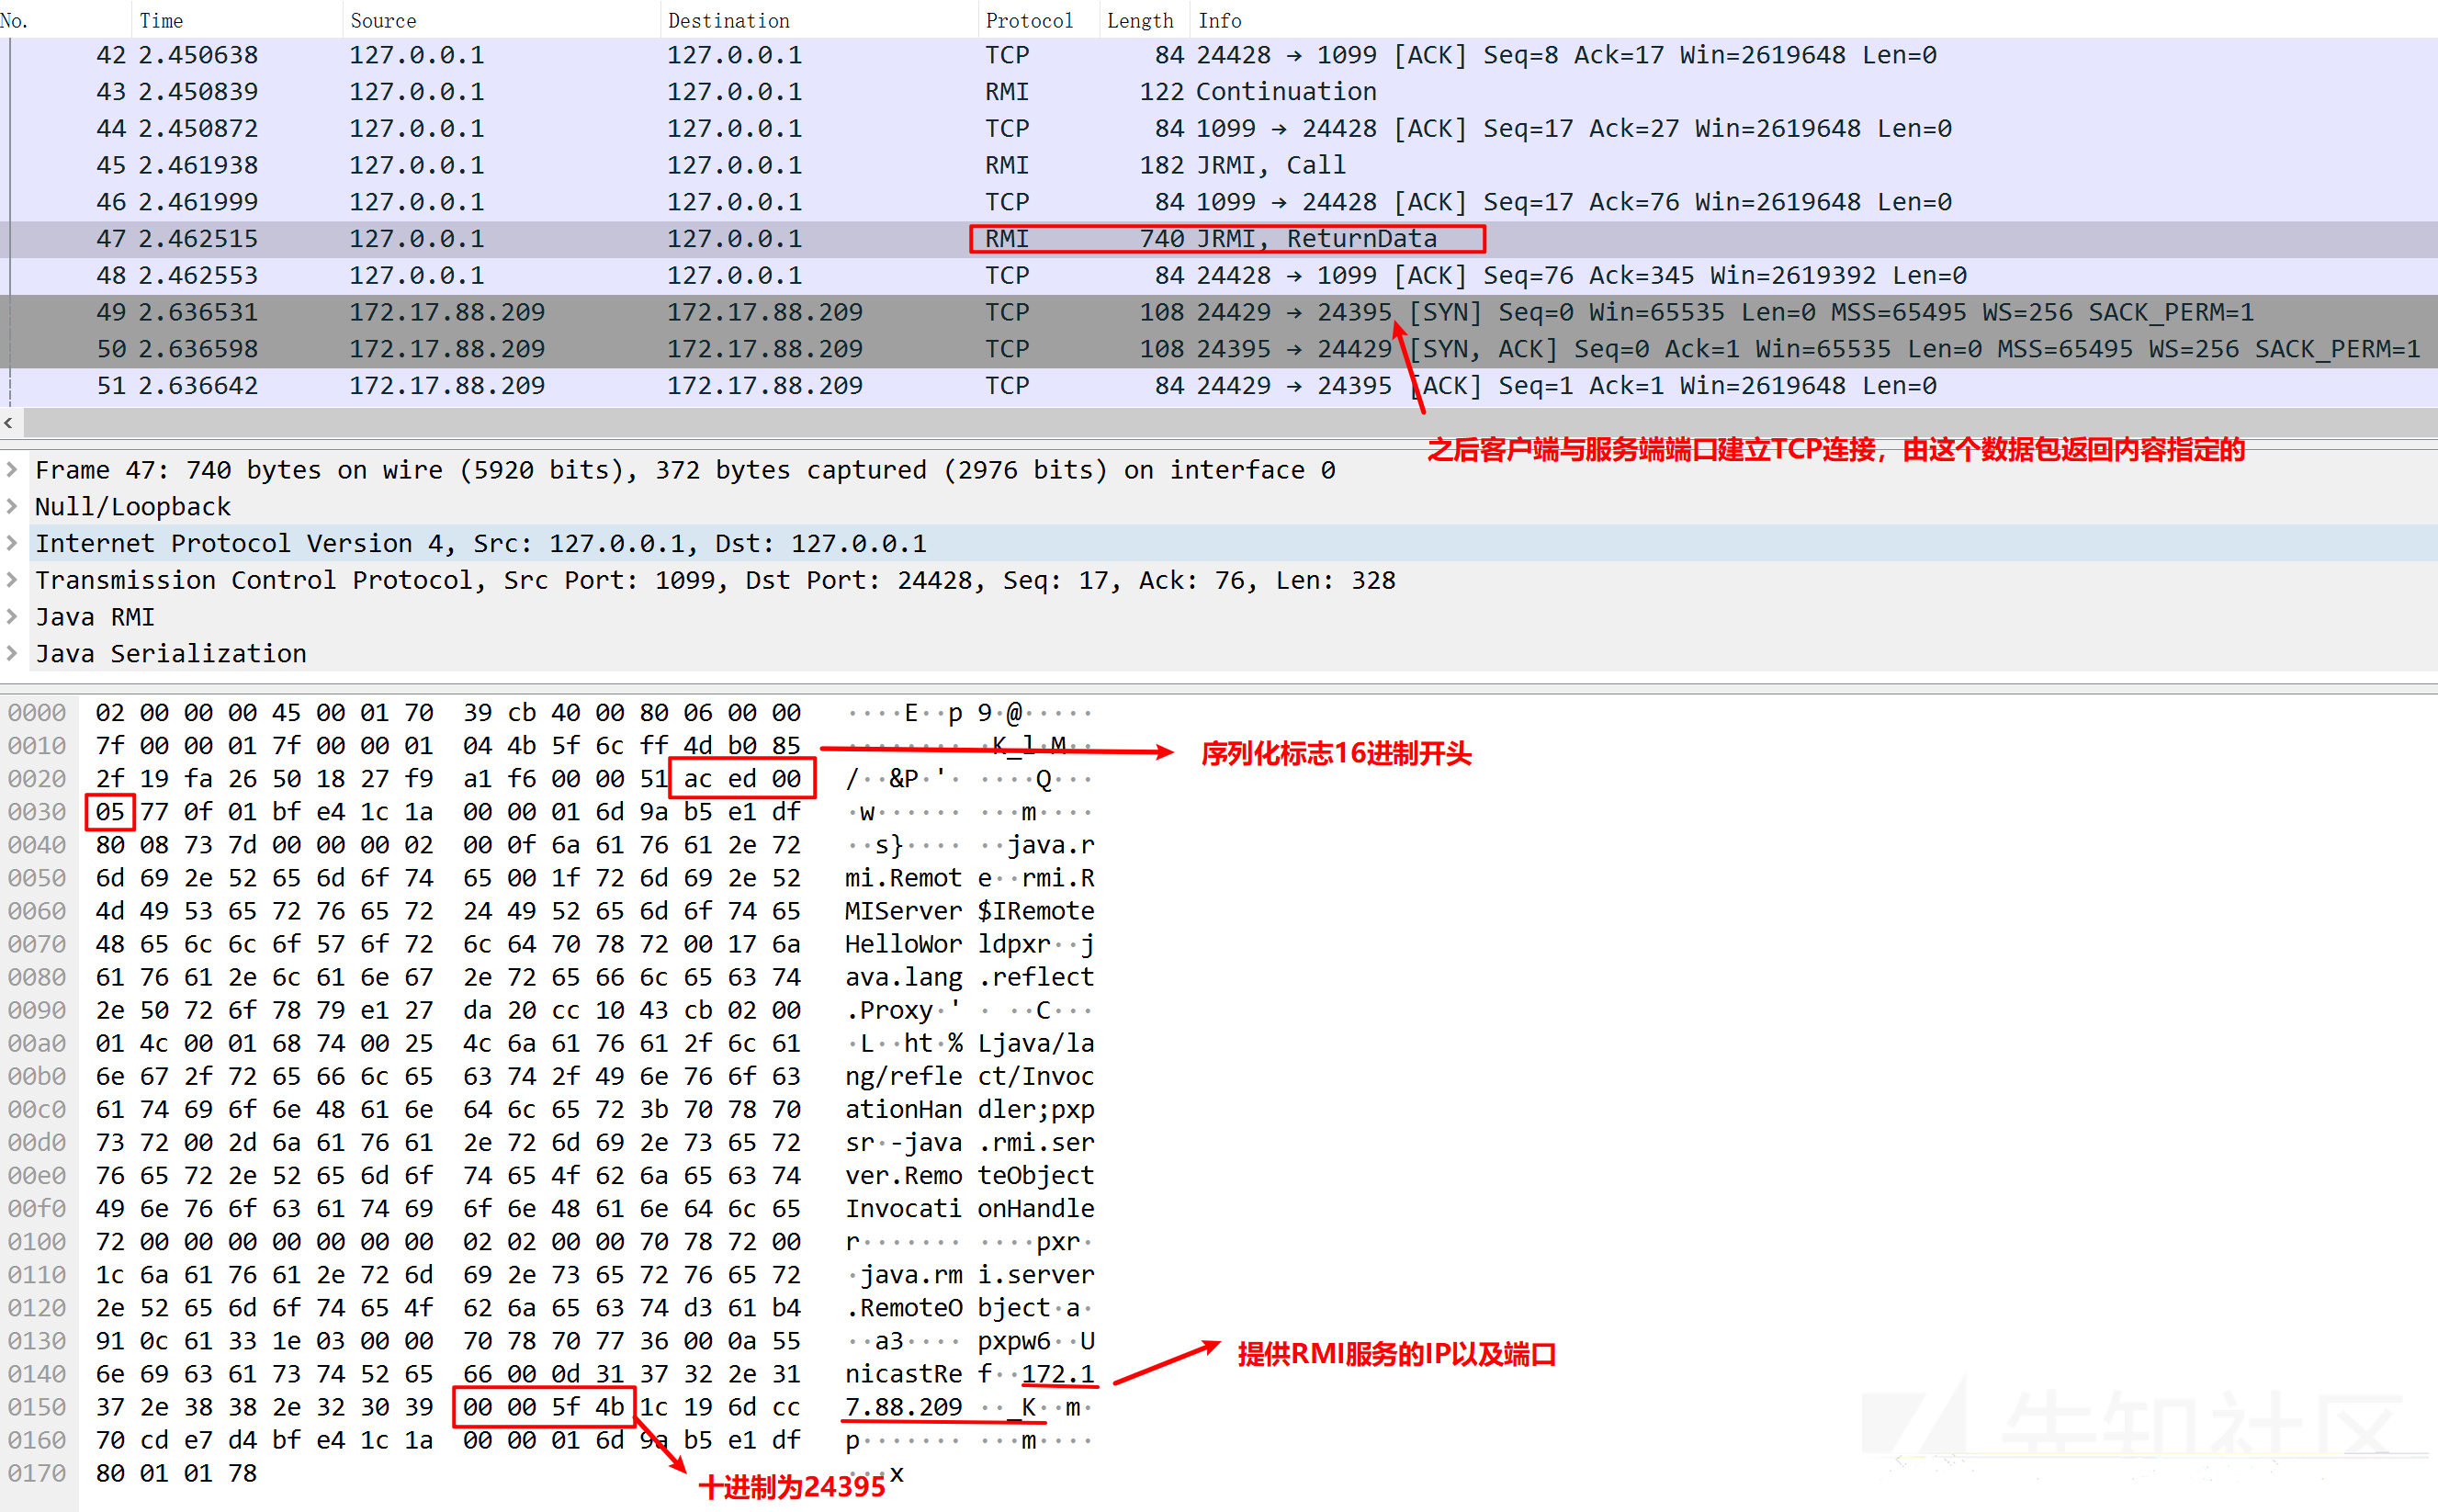 No. Time Source Destination Protocol Length Info
42 2.450638 127.0.0.1 127.0.0.1 TCP 84 24428 → 1099 [ACK] Seq=8 Ack=17 Win=2619648 Len=0
43 2.450839 127.0.0.1 127.0.0.1 RMI 122 Continuation
44 2.450872 127.0.0.1 127.0.0.1 TCP 84 1099 → 24428 [ACK] Seq=17 Ack=27 Win=2619648 Len=0
45 2.461938 127.0.0.1 127.0.0.1 RMI 182 JRMI, Call
46 2.461999 127.0.0.1 127.0.0.1 TCP 84 1099 → 24428 [ACK] Seq=17 Ack=76 Win=2619648 Len=0
47 2.462515 127.0.0.1 127.0.0.1 RMI 740 JRMI, ReturnData
48 2.462553 127.0.0.1 127.0.0.1 TCP 84 24428 → 1099 [ACK] Seq=76 Ack=345 Win=2619392 Len=0
49 2.636531 172.17.88.209 172.17.88.209 TCP 108 24429 → 24395 [SYN] Seq=0 Win=65535 Len=0 MSS=65495 WS=256 SACK_PERM=1
50 2.636598 172.17.88.209 172.17.88.209 TCP 108 24395 → 24429 [SYN, ACK] Seq=0 Ack=1 Win=65535 Len=0 MSS=65495 WS=256 SACK_PERM=1
51 2.636642 172.17.88.209 172.17.88.209 TCP 84 24429 → 24395 [ACK] Seq=1 Ack=1 Win=2619648 Len=0
之后客户端与服务端端口建立TCP连接，由这个数据包返回内容指定的
Frame 47: 740 bytes on wire (5920 bits), 372 bytes captured (2976 bits) on interface 0
Null/Loopback
Internet Protocol Version 4, Src: 127.0.0.1, Dst: 127.0.0.1
Transmission Control Protocol, Src Port: 1099, Dst Port: 24428, Seq: 17, Ack: 76, Len: 328
Java RMI
Java Serialization
0000 02 00 00 00 45 00 01 70 39 cb 40 00 80 06 00 00 ····E··p 9·@·····
0010 7f 00 00 01 7f 00 00 01 04 4b 5f 6c ff 4d b0 85 ········ ·K_l·M··
序列化标志16进制开头
0020 2f 19 fa 26 50 18 27 f9 a1 f6 00 00 51 ac ed 00 /··&P·'· ····Q···
0030 05 77 0f 01 bf e4 1c 1a 00 00 01 6d 9a b5 e1 df ·w······ ···m····
0040 80 08 73 7d 00 00 00 02 00 0f 6a 61 76 61 2e 72 ··s}···· ··java.r
0050 6d 69 2e 52 65 6d 6f 74 65 00 1f 72 6d 69 2e 52 mi.Remot e··rmi.R
0060 4d 49 53 65 72 76 65 72 24 49 52 65 6d 6f 74 65 MIServer $IRemote
0070 48 65 6c 6c 6f 57 6f 72 6c 64 70 78 72 00 17 6a HelloWor ldpxr··j
0080 61 76 61 2e 6c 61 6e 67 2e 72 65 66 6c 65 63 74 ava.lang .reflect
0090 2e 50 72 6f 78 79 e1 27 da 20 cc 10 43 cb 02 00 .Proxy·' · ··C···
00a0 01 4c 00 01 68 74 00 25 4c 6a 61 76 61 2f 6c 61 ·L··ht·% Ljava/la
00b0 6e 67 2f 72 65 66 6c 65 63 74 2f 49 6e 76 6f 63 ng/refle ct/Invoc
00c0 61 74 69 6f 6e 48 61 6e 64 6c 65 72 3b 70 78 70 ationHan dler;pxp
00d0 73 72 00 2d 6a 61 76 61 2e 72 6d 69 2e 73 65 72 sr·-java .rmi.ser
00e0 76 65 72 2e 52 65 6d 6f 74 65 4f 62 6a 65 63 74 ver.Remo teObject
00f0 49 6e 76 6f 63 61 74 69 6f 6e 48 61 6e 64 6c 65 Invocati onHandle
0100 72 00 00 00 00 00 00 00 02 02 00 00 70 78 72 00 r······· ····pxr·
0110 1c 6a 61 76 61 2e 72 6d 69 2e 73 65 72 76 65 72 ·java.rm i.server
0120 2e 52 65 6d 6f 74 65 4f 62 6a 65 63 74 d3 61 b4 .RemoteO bject·a·
0130 91 0c 61 33 1e 03 00 00 70 78 70 77 36 00 0a 55 ··a3···· pxpw6··U
提供RMI服务的IP以及端口
0140 6e 69 63 61 73 74 52 65 66 00 0d 31 37 32 2e 31 nicastRe f··172.1
0150 37 2e 38 38 2e 32 30 39 00 00 5f 4b 1c 19 6d cc 7.88.209 ··_K··m·
0160 70 cd e7 d4 bf e4 1c 1a 00 00 01 6d 9a b5 e1 df p······· ···m····
0170 80 01 01 78 ···x
十进制为24395
先知社区